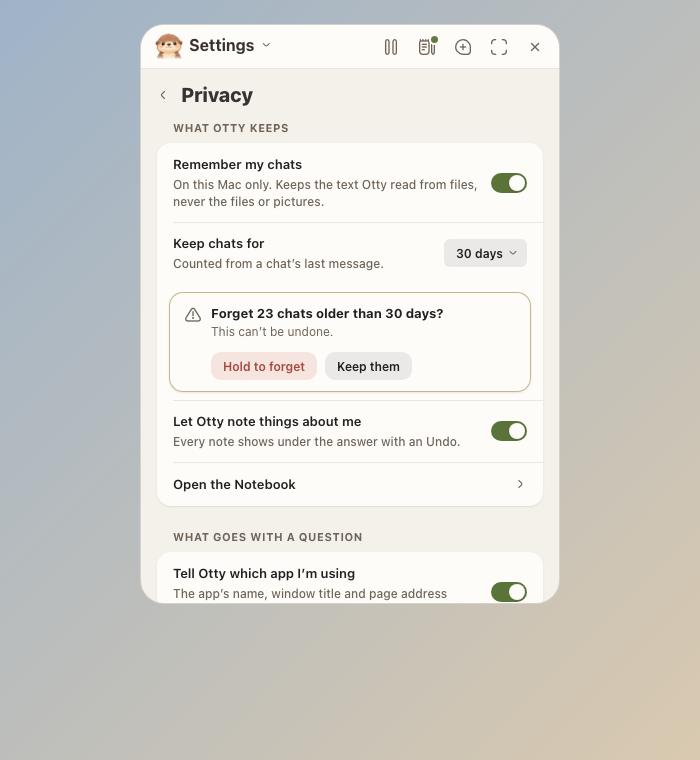 Settings
Privacy
WHAT OTTY KEEPS
Remember my chats
On this Mac only. Keeps the text Otty read from files,
never the files or pictures.
Keep chats for
30 days
Counted from a chat’s last message.
Forget 23 chats older than 30 days?
This can’t be undone.
Hold to forget
Keep them
Let Otty note things about me
Every note shows under the answer with an Undo.
Open the Notebook
WHAT GOES WITH A QUESTION
Tell Otty which app I’m using
The app’s name, window title and page address